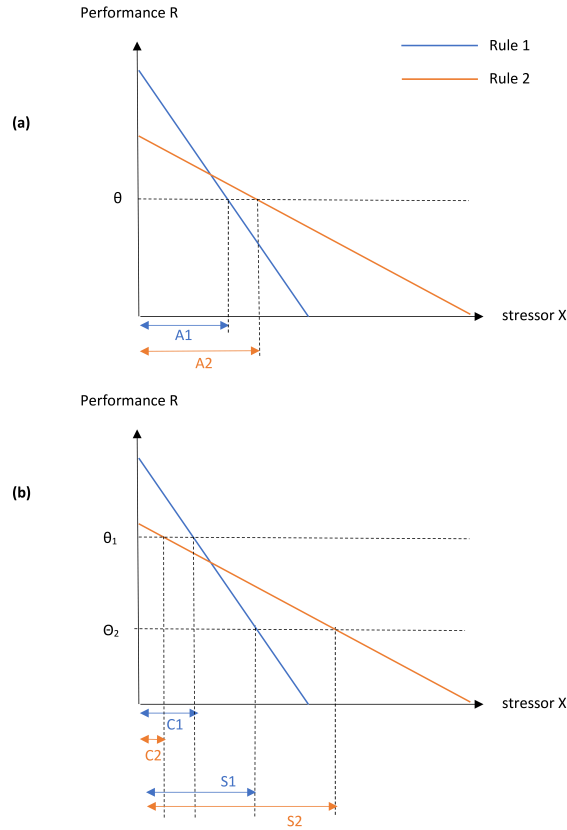 Performance R
Rule 1
Rule 2
(a)
θ
stressor X
A1
A2
Performance R
(b)
θ1
Θ2
stressor X
C1
C2
S1
S2